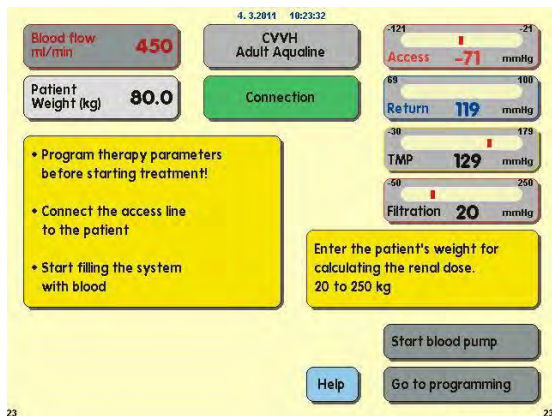 4. 3.2011 10:23:32
Blood flow
ml/min 450
CVVH
Adult Aqualine
-121 -21
Access -71 mmHg
Patient
Weight (kg) 80.0
Connection
69 100
Return 119 mmHg
-30 179
TMP 129 mmHg
-50 250
Filtration 20 mmHg
• Program therapy parameters
before starting treatment!
• Connect the access line
to the patient
• Start filling the system
with blood
Enter the patient's weight for
calculating the renal dose.
20 to 250 kg
Start blood pump
Help
Go to programming
23
23